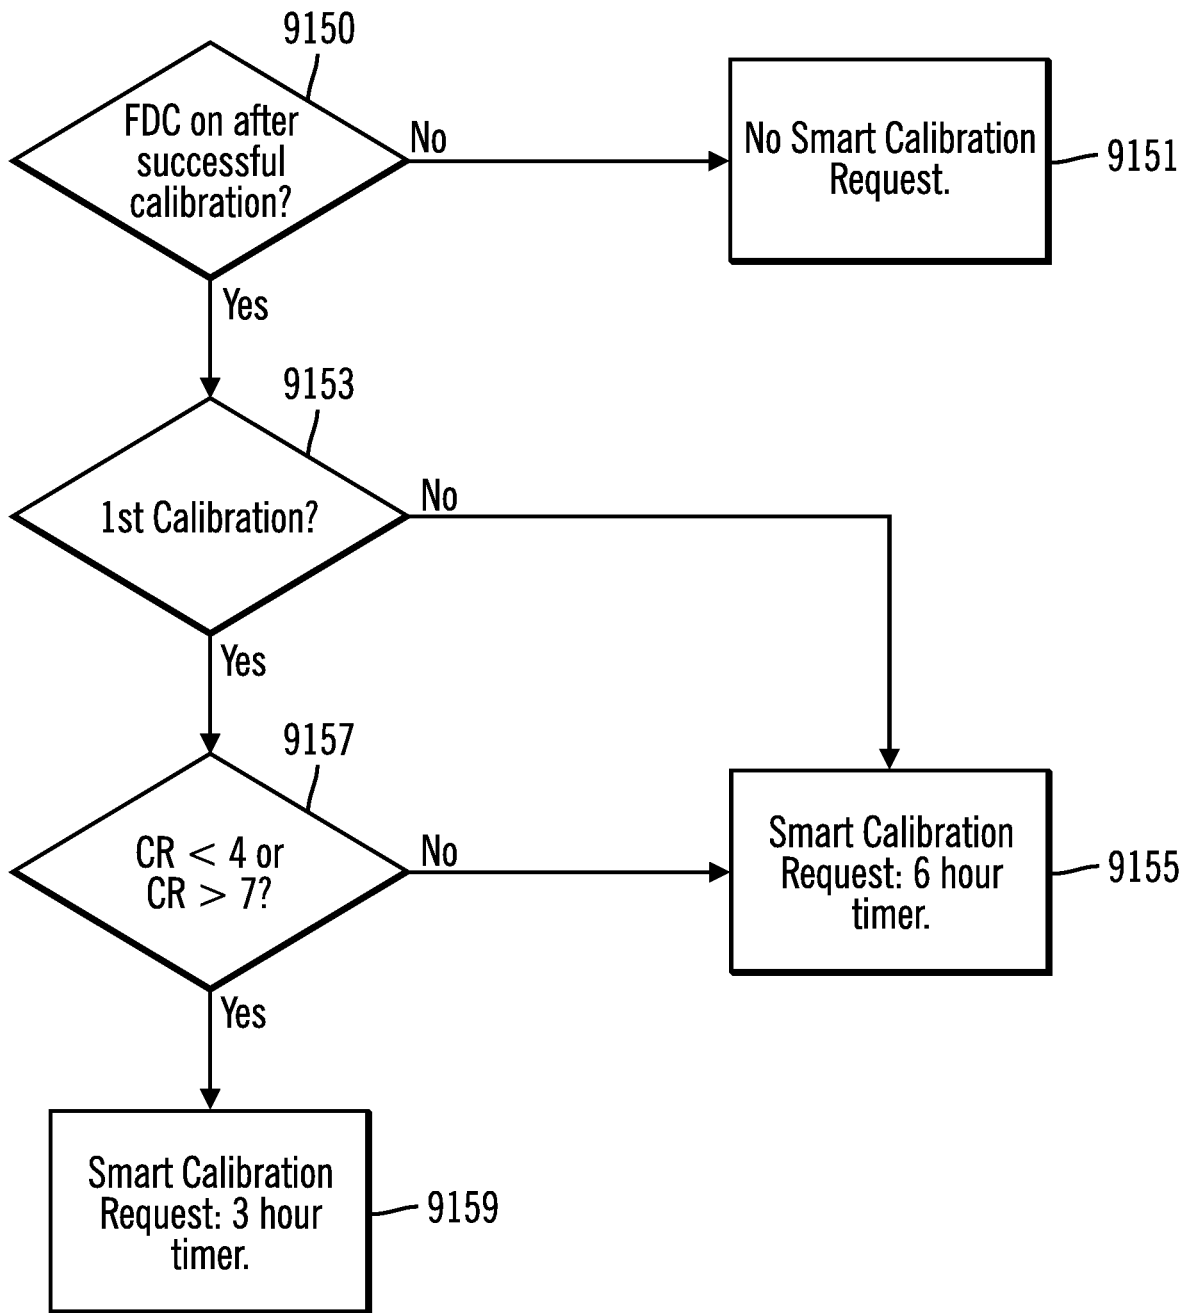 9150
FDC on after
successful
calibration?
No
No Smart Calibration
Request.
9151
Yes
9153
1st Calibration?
No
Yes
9157
CR < 4 or
CR > 7?
No
Smart Calibration
Request: 6 hour
timer.
9155
Yes
Smart Calibration
Request: 3 hour
timer.
9159